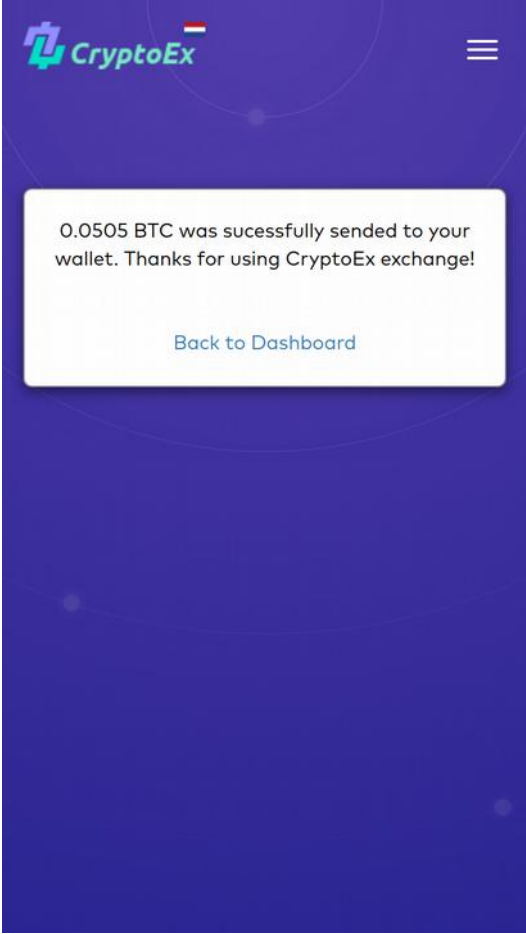 CryptoEx
0.0505 BTC was sucessfully sended to your
wallet. Thanks for using CryptoEx exchange!
Back to Dashboard